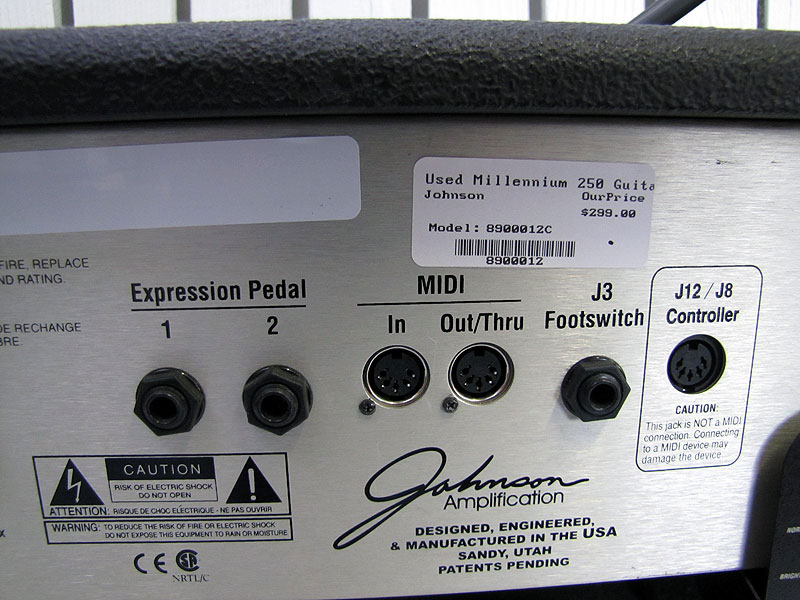 Used Millennium 250 Guita
Johnson OurPrice
$299.00
Model: 8900012C
8900012
FIRE, REPLACE
ND RATING.
DE RECHARGE
BRE
Expression Pedal
1 2
MIDI
In Out/Thru
J3
Footswitch
J12 / J8
Controller
CAUTION:
This jack is NOT a MIDI
connection. Connecting
to a MIDI device may
damage the device.
CAUTION
RISK OF ELECTRIC SHOCK
DO NOT OPEN
ATTENTION: RISQUE DE CHOC ELECTRIQUE - NE PAS OUVRIR
WARNING: TO REDUCE THE RISK OF FIRE OR ELECTRIC SHOCK
DO NOT EXPOSE THIS EQUIPMENT TO RAIN OR MOISTURE
CE
NRTL/C
Johnson
Amplification
DESIGNED, ENGINEERED,
& MANUFACTURED IN THE USA
SANDY, UTAH
PATENTS PENDING